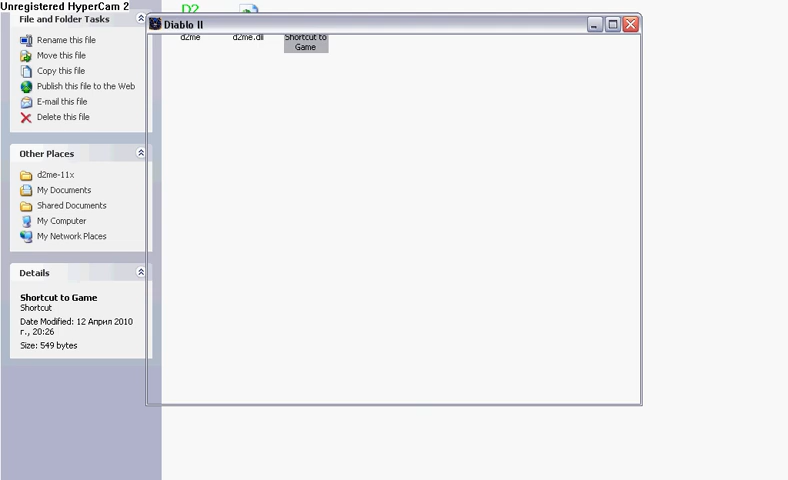 Unregistered HyperCam 2
D2
Diablo II
File and Folder Tasks
Rename this file
Move this file
Copy this file
Publish this file to the Web
E-mail this file
Delete this file
Other Places
d2me-11x
My Documents
Shared Documents
My Computer
My Network Places
Details
Shortcut to Game
Shortcut
Date Modified: 12 Април 2010
г., 20:26
Size: 549 bytes
d2me
d2me.dll
Shortcut to
Game